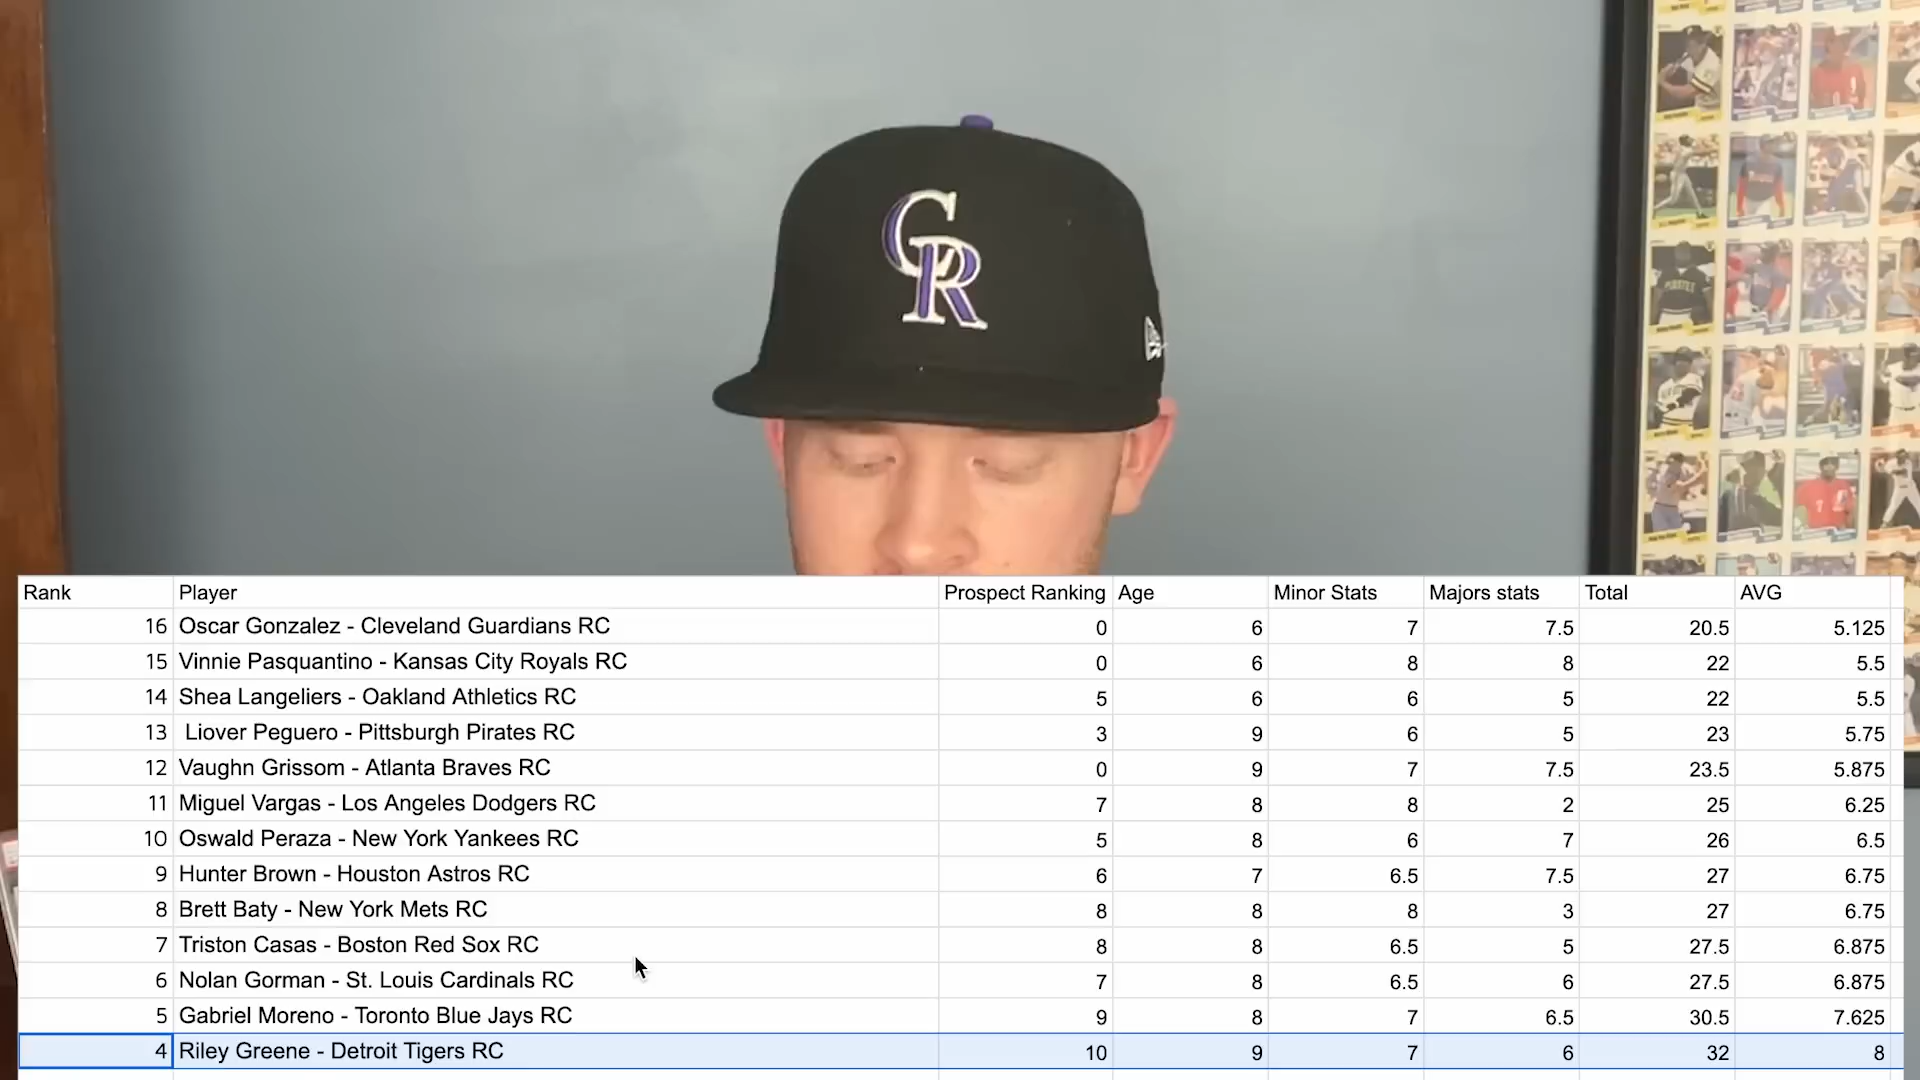 CR
Rank Player Prospect Ranking Age Minor Stats Majors stats Total AVG
16 Oscar Gonzalez - Cleveland Guardians RC 0 6 7 7.5 20.5 5.125
15 Vinnie Pasquantino - Kansas City Royals RC 0 6 8 8 22 5.5
14 Shea Langeliers - Oakland Athletics RC 5 6 6 5 22 5.5
13 Liover Peguero - Pittsburgh Pirates RC 3 9 6 5 23 5.75
12 Vaughn Grissom - Atlanta Braves RC 0 9 7 7.5 23.5 5.875
11 Miguel Vargas - Los Angeles Dodgers RC 7 8 8 2 25 6.25
10 Oswald Peraza - New York Yankees RC 5 8 6 7 26 6.5
9 Hunter Brown - Houston Astros RC 6 7 6.5 7.5 27 6.75
8 Brett Baty - New York Mets RC 8 8 8 3 27 6.75
7 Triston Casas - Boston Red Sox RC 8 8 6.5 5 27.5 6.875
6 Nolan Gorman - St. Louis Cardinals RC 7 8 6.5 6 27.5 6.875
5 Gabriel Moreno - Toronto Blue Jays RC 9 8 7 6.5 30.5 7.625
4 Riley Greene - Detroit Tigers RC 10 9 7 6 32 8